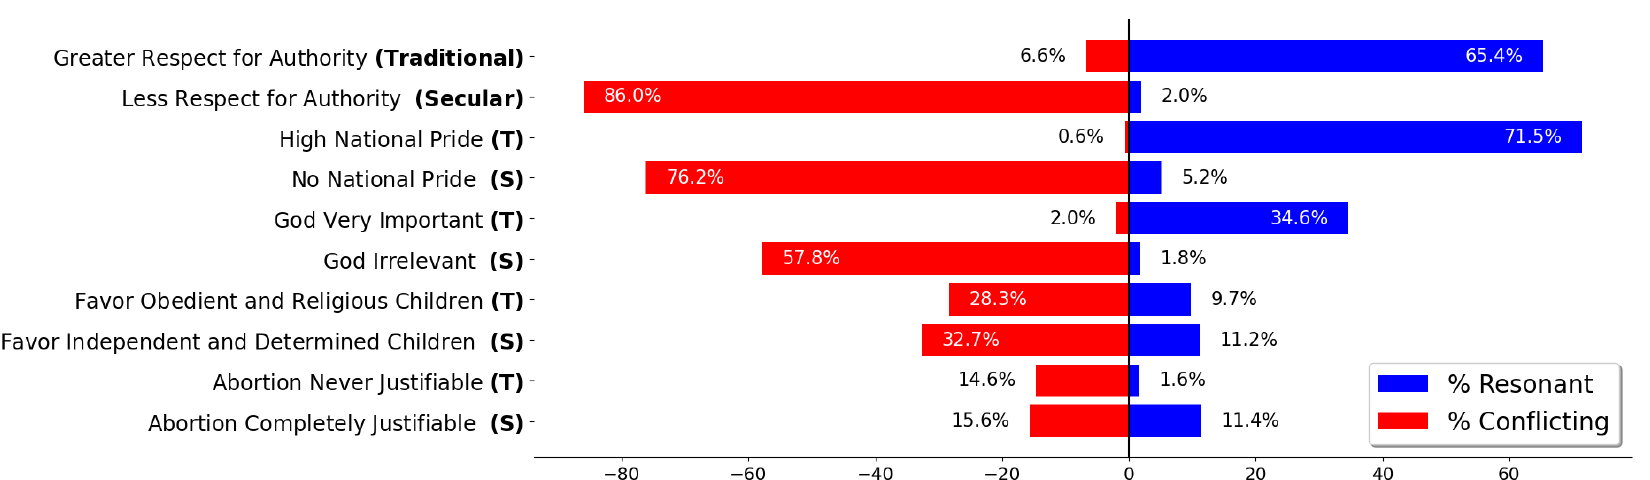 Greater Respect for Authority (Traditional) 6.6% 65.4%
Less Respect for Authority (Secular) 86.0% 2.0%
High National Pride (T) 0.6% 71.5%
No National Pride (S) 76.2% 5.2%
God Very Important (T) 2.0% 34.6%
God Irrelevant (S) 57.8% 1.8%
Favor Obedient and Religious Children (T) 28.3% 9.7%
Favor Independent and Determined Children (S) 32.7% 11.2%
Abortion Never Justifiable (T) 14.6% 1.6%
Abortion Completely Justifiable (S) 15.6% 11.4%
% Resonant
% Conflicting
−80 −60 −40 −20 0 20 40 60